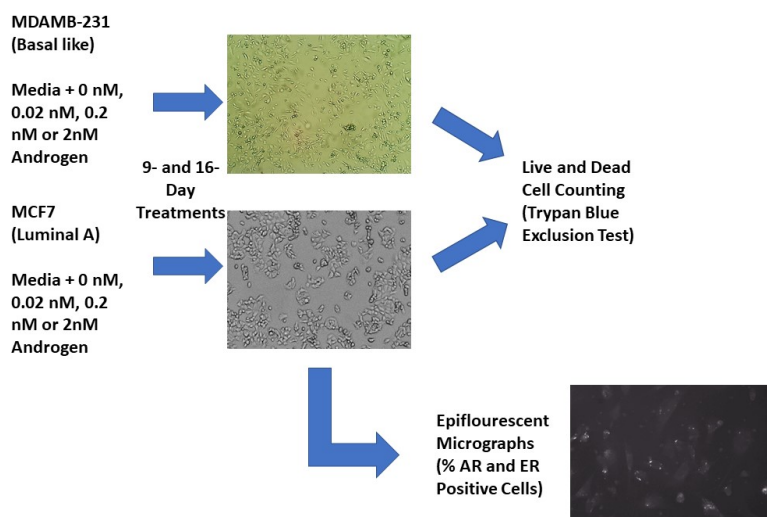 MDAMB-231
(Basal like)
Media + 0 nM,
0.02 nM, 0.2
nM or 2nM
Androgen
9- and 16-
Day
Treatments
MCF7
(Luminal A)
Media + 0 nM,
0.02 nM, 0.2
nM or 2nM
Androgen
Live and Dead
Cell Counting
(Trypan Blue
Exclusion Test)
Epiflourescent
Micrographs
(% AR and ER
Positive Cells)